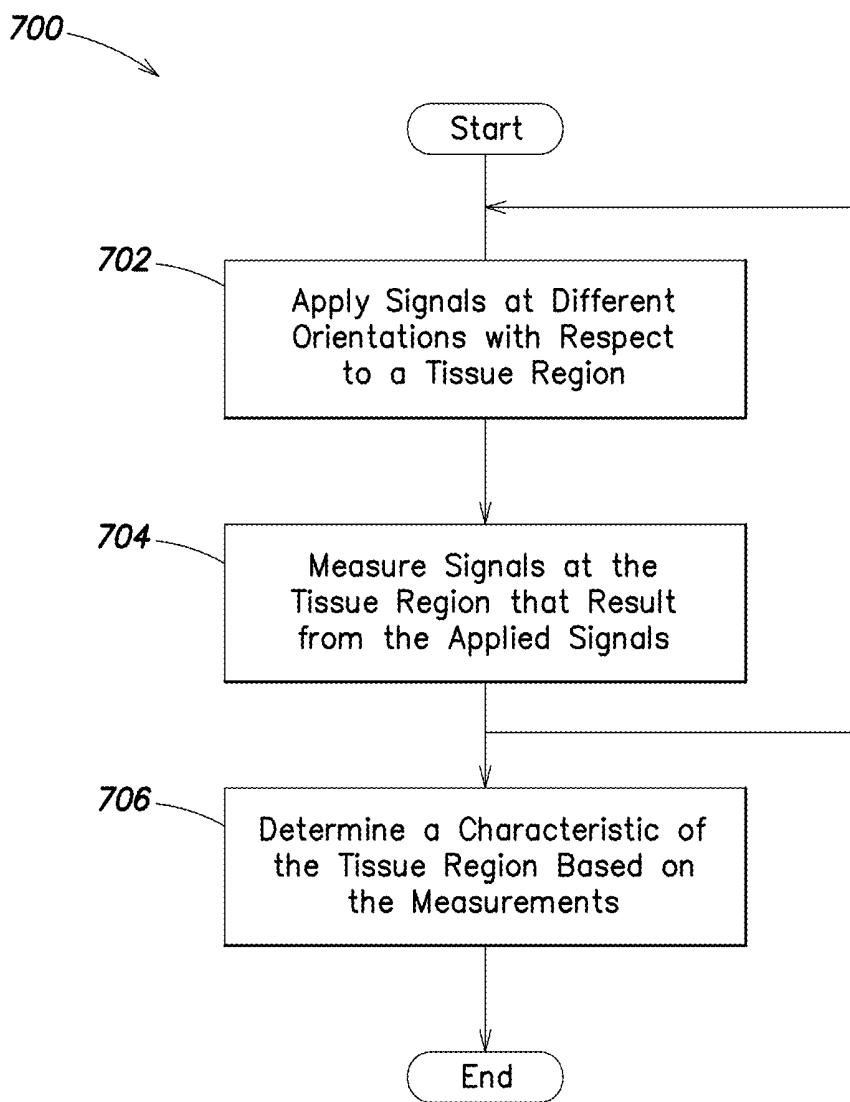 700
Start
702
Apply Signals at Different
Orientations with Respect
to a Tissue Region
704
Measure Signals at the
Tissue Region that Result
from the Applied Signals
706
Determine a Characteristic of
the Tissue Region Based on
the Measurements
End